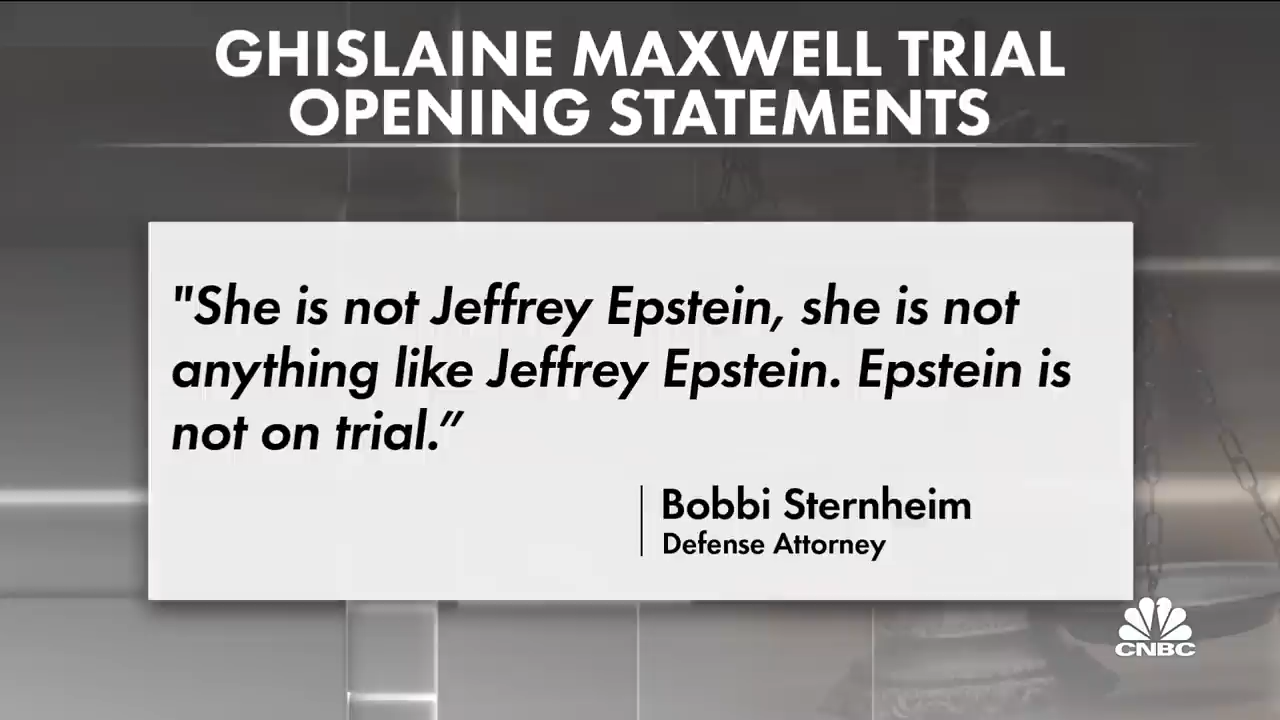 GHISLAINE MAXWELL TRIAL
OPENING STATEMENTS
"She is not Jeffrey Epstein, she is not
anything like Jeffrey Epstein. Epstein is
not on trial.”
Bobbi Sternheim
Defense Attorney
CNBC